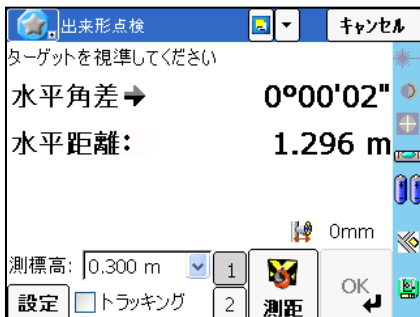 出来形点検
キャンセル
ターゲットを視準してください
水平角差➔ 0°00'02"
水平距離: 1.296 m
0mm
測標高: 0.300 m
1
設定 トラッキング
2
測距
OK